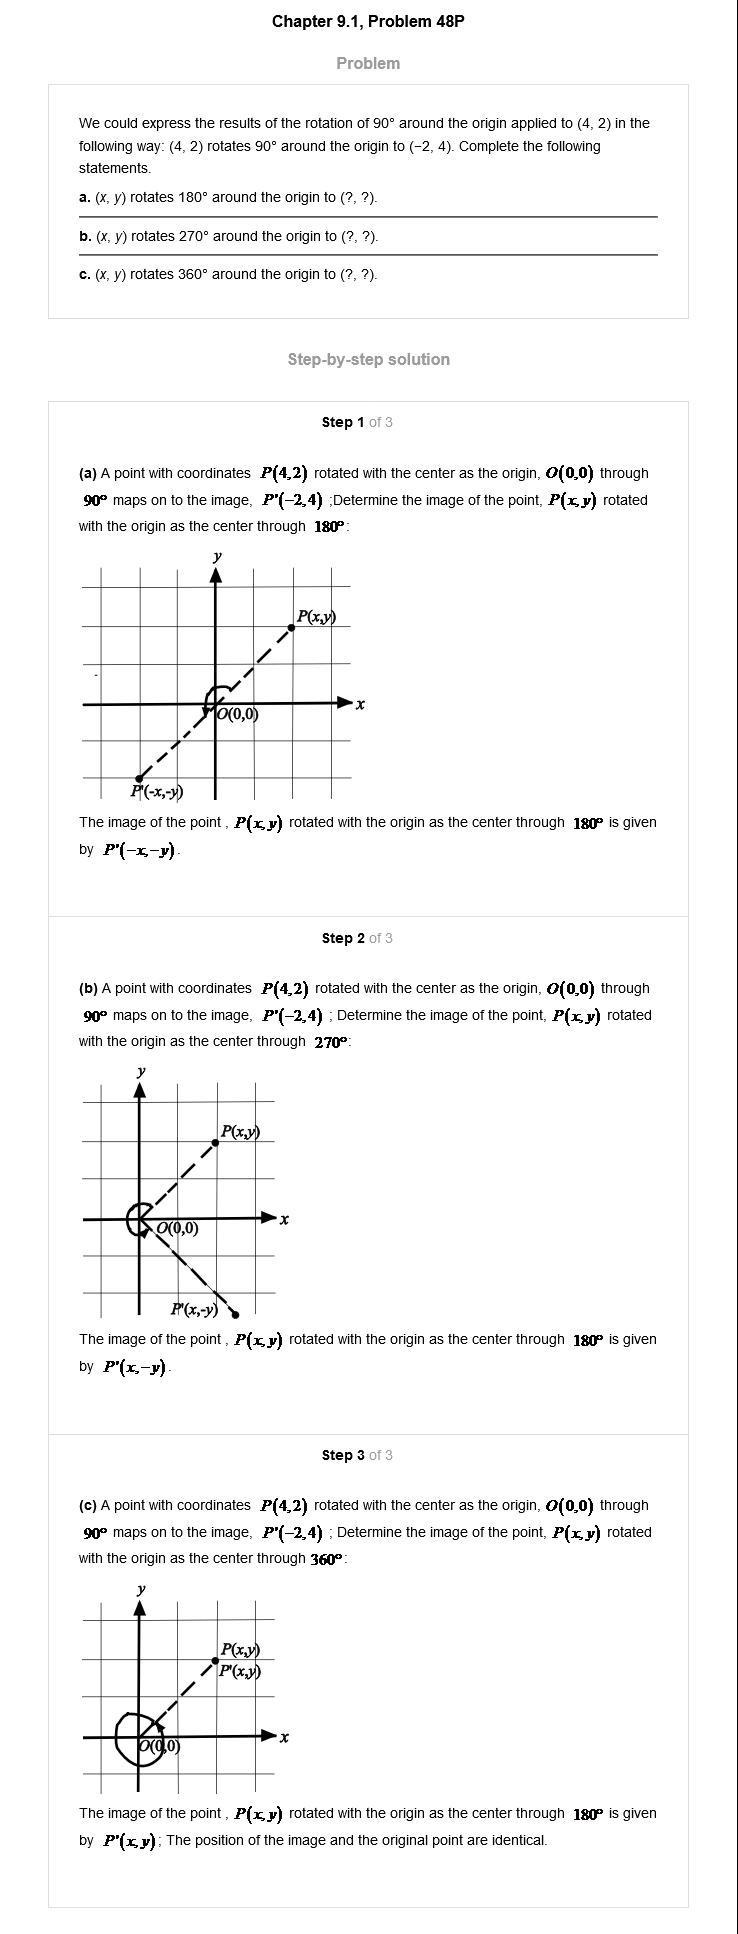 Chapter 9.1, Problem 48P
Problem
We could express the results of the rotation of 90° around the origin applied to (4, 2) in the
following way: (4, 2) rotates 90° around the origin to (−2, 4). Complete the following
statements.
a. (x, y) rotates 180° around the origin to (?, ?).
b. (x, y) rotates 270° around the origin to (?, ?).
c. (x, y) rotates 360° around the origin to (?, ?).
Step-by-step solution
Step 1 of 3
(a) A point with coordinates P(4,2) rotated with the center as the origin, O(0,0) through
90° maps on to the image, P'(−2,4) ;Determine the image of the point, P(x,y) rotated
with the origin as the center through 180°:
y
P(x,y)
x
O(0,0)
P'(-x,-y)
The image of the point , P(x,y) rotated with the origin as the center through 180° is given
by P'(−x,−y).
Step 2 of 3
(b) A point with coordinates P(4,2) rotated with the center as the origin, O(0,0) through
90° maps on to the image, P'(−2,4) ; Determine the image of the point, P(x,y) rotated
with the origin as the center through 270°:
y
P(x,y)
x
O(0,0)
P'(x,-y)
The image of the point , P(x,y) rotated with the origin as the center through 180° is given
by P'(x,−y).
Step 3 of 3
(c) A point with coordinates P(4,2) rotated with the center as the origin, O(0,0) through
90° maps on to the image, P'(−2,4) ; Determine the image of the point, P(x,y) rotated
with the origin as the center through 360°:
y
P(x,y)
P'(x,y)
x
O(0,0)
The image of the point , P(x,y) rotated with the origin as the center through 180° is given
by P'(x,y); The position of the image and the original point are identical.